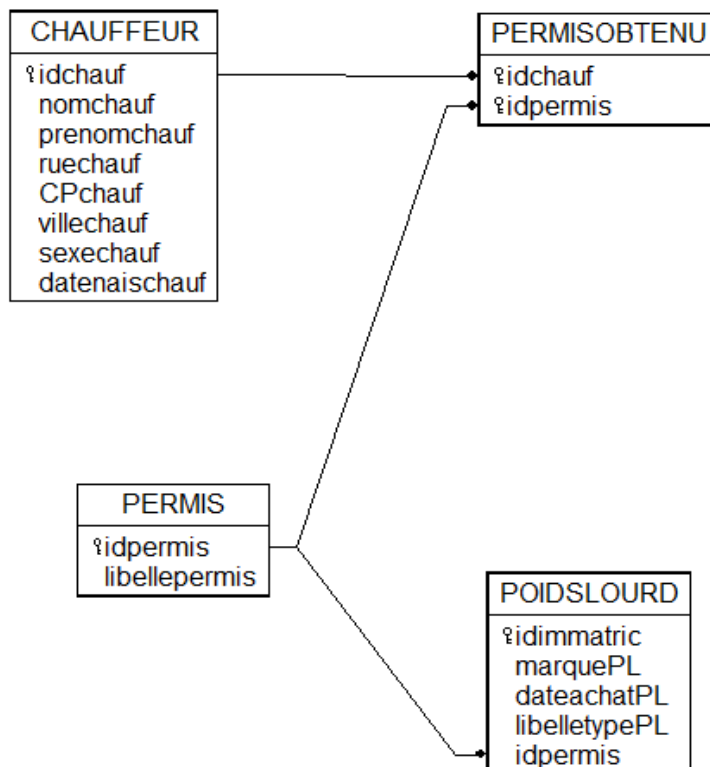 CHAUFFEUR
idchauf
nomchauf
prenomchauf
ruechauf
CPchauf
villechauf
sexechauf
datenaischauf
PERMISOBTENU
idchauf
idpermis
PERMIS
idpermis
libellepermis
POIDSLOURD
idimmatric
marquePL
dateachatPL
libelletypePL
idpermis